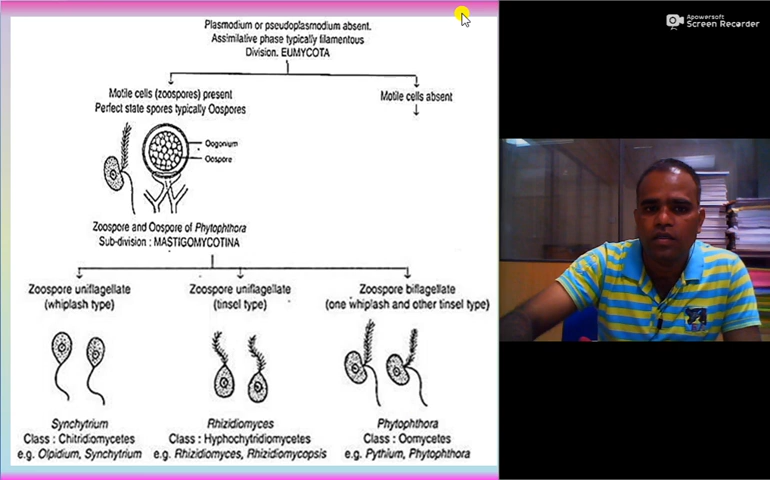 Plasmodium or pseudoplasmodium absent.
Assimilative phase typically filamentous
Division. EUMYCOTA
Motile cells (zoospores) present
Perfect state spores typically Oospores
Motile cells absent
Oogonium
Oospore
Zoospore and Oospore of Phytophthora
Sub-division : MASTIGOMYCOTINA
Zoospore uniflagellate
(whiplash type)
Zoospore uniflagellate
(tinsel type)
Zoospore biflagellate
(one whiplash and other tinsel type)
Synchytrium
Class : Chitridiomycetes
e.g. Olpidium, Synchytrium
Rhizidiomyces
Class : Hyphochytridiomycetes
e.g. Rhizidiomyces, Rhizidiomycopsis
Phytophthora
Class : Oomycetes
e.g. Pythium, Phytophthora
Apowersoft
Screen Recorder